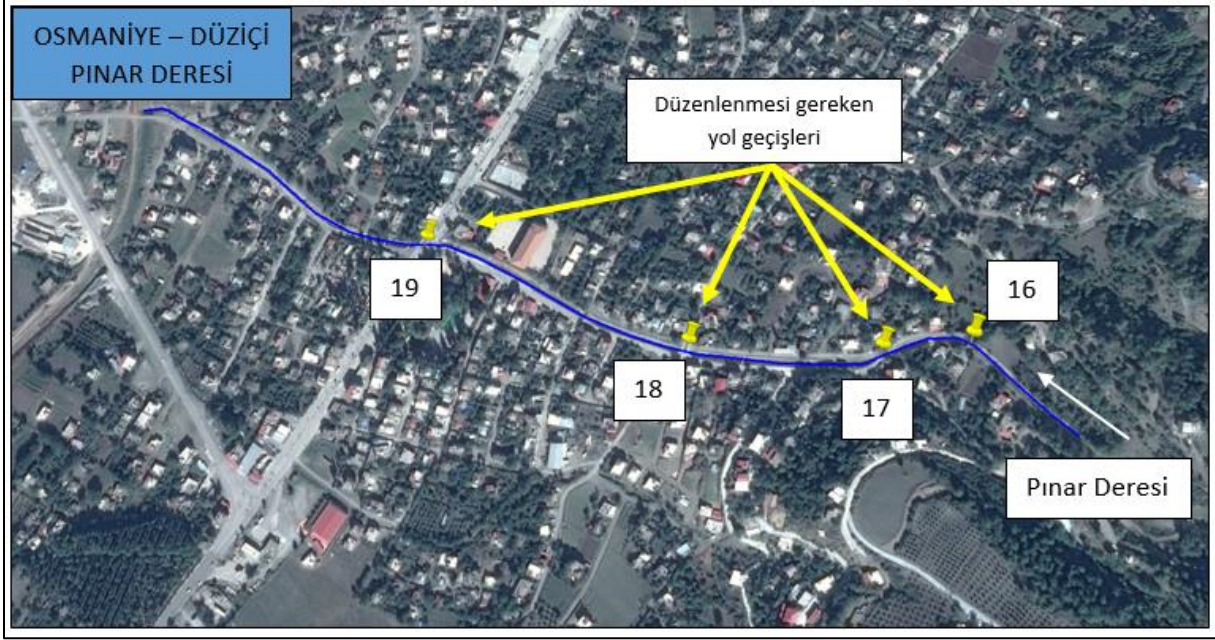 OSMANİYE – DÜZİÇİ
PINAR DERESİ
Düzenlenmesi gereken
yol geçişleri
19
16
18
17
Pınar Deresi